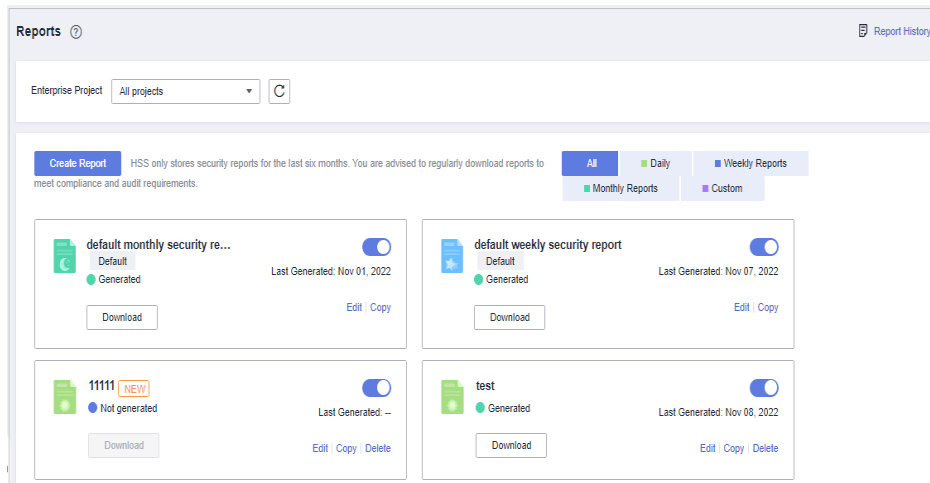 Reports ?
Report History
Enterprise Project All projects
Create Report HSS only stores security reports for the last six months. You are advised to regularly download reports to
meet compliance and audit requirements.
All Daily Weekly Reports
Monthly Reports Custom
default monthly security re...
Default
Last Generated: Nov 01, 2022
Generated
Edit Copy
Download
default weekly security report
Default
Last Generated: Nov 07, 2022
Generated
Edit Copy
Download
11111 NEW
Not generated
Last Generated: --
Download
Edit Copy Delete
test
Generated
Last Generated: Nov 08, 2022
Download
Edit Copy Delete